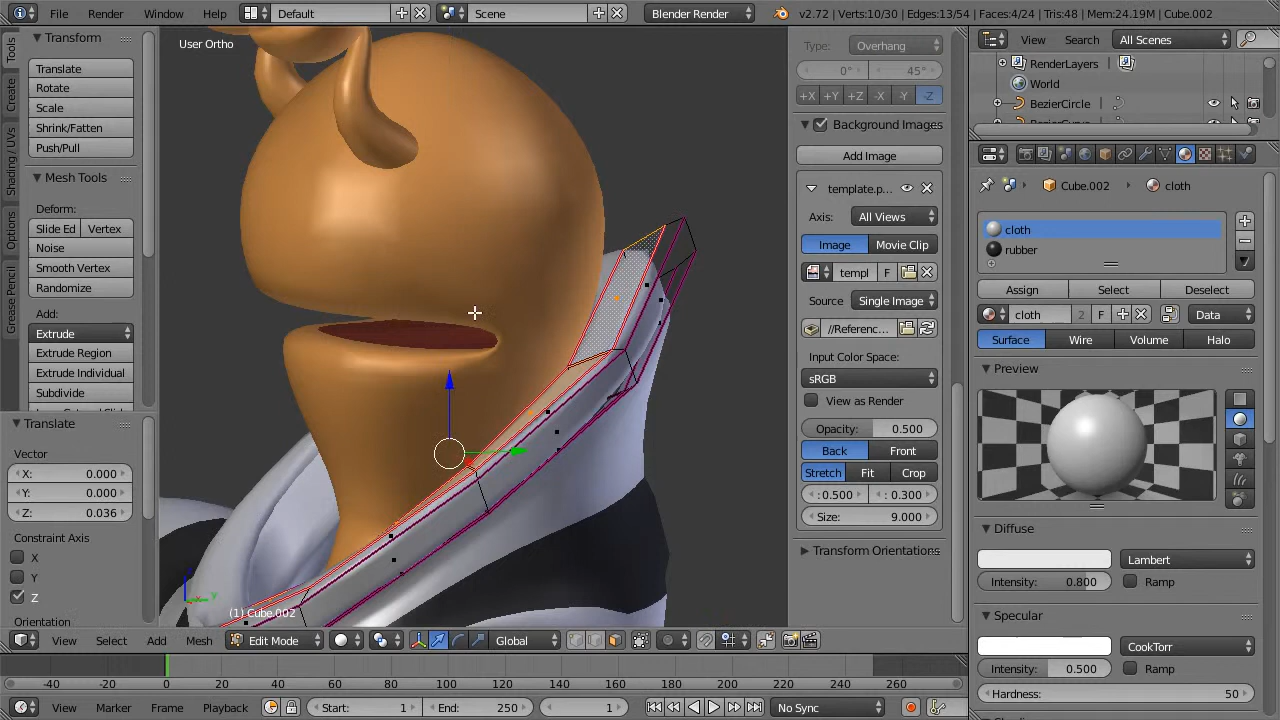 File Render Window Help Default Scene Blender Render v2.72 | Verts:10/30 | Edges:13/54 | Faces:4/24 | Tris:48 | Mem:24.19M | Cube.002
Tools
Create
Shading / UVs
Options
Grease Pencil
Transform
Translate
Rotate
Scale
Shrink/Fatten
Push/Pull
Mesh Tools
Deform:
Slide Ed Vertex
Noise
Smooth Vertex
Randomize
Add:
Extrude
Extrude Region
Extrude Individual
Subdivide
Translate
Vector
X: 0.000
Y: 0.000
Z: 0.036
Constraint Axis
X
Y
Z
Orientation
User Ortho
(1) Cube.002
Type: Overhang
0° 45°
+X +Y +Z -X -Y -Z
Background Images
Add Image
template.p...
Axis: All Views
Image Movie Clip
templ F
Source Single Image
//Referenc...
Input Color Space:
sRGB
View as Render
Opacity: 0.500
Back Front
Stretch Fit Crop
: 0.500 : 0.300
Size: 9.000
Transform Orientations
View Search All Scenes
RenderLayers
World
BezierCircle
Cube.002 cloth
cloth
rubber
Assign Select Deselect
cloth 2 F Data
Surface Wire Volume Halo
Preview
Diffuse
Lambert
Intensity: 0.800 Ramp
Specular
CookTorr
Intensity: 0.500 Ramp
Hardness: 50
View Select Add Mesh Edit Mode Global
-40 -20 0 20 40 60 80 100 120 140 160 180 200 220 240 260
View Marker Frame Playback Start: 1 End: 250 1 No Sync